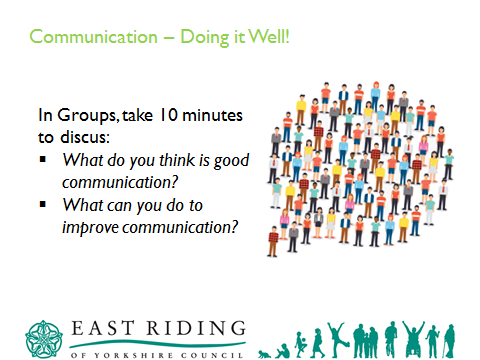 Communication – Doing it Well!
In Groups, take 10 minutes
to discus:
▪ What do you think is good
communication?
▪ What can you do to
improve communication?
EAST RIDING
OF YORKSHIRE COUNCIL